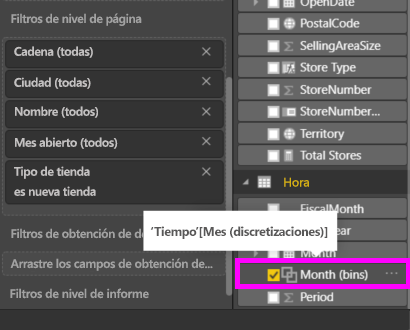 Filtros de nivel de página
Cadena (todas)
Ciudad (todas)
Nombre (todos)
Mes abierto (todos)
Tipo de tienda
es nueva tienda
Filtros de obtención de de
Arrastre los campos de obtención de...
Filtros de nivel de informe
OpenDate
PostalCode
SellingAreaSize
Store Type
StoreNumber
StoreNumber...
Territory
Total Stores
Hora
FiscalMonth
'Tiempo'[Mes (discretizaciones)]
Month
Month (bins)
Period